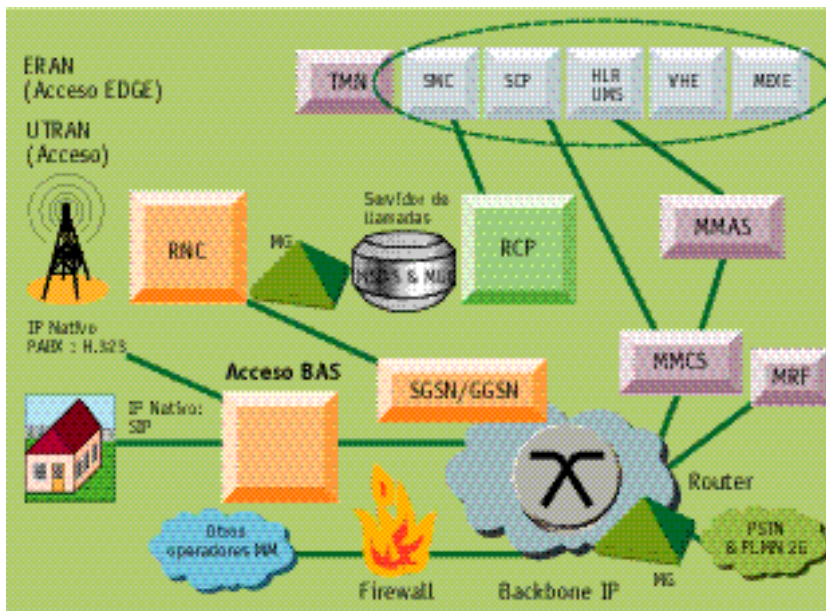 ERAN
(Acceso EDGE)
UTRAN
(Acceso)
TMN
SMC
SCP
HLR
UMS
VHE
MEXE
Servidor de
Llamadas
MG
RNC
RCP
MMAS
IP Nativo
PABX : H.323
Acceso BAS
SGSN/GGSN
MMCS
MRF
IP Nativo:
SIP
Router
Otros
operadores MM
Firewall
Backbone IP
MG
PSTN
& PLMN 2G